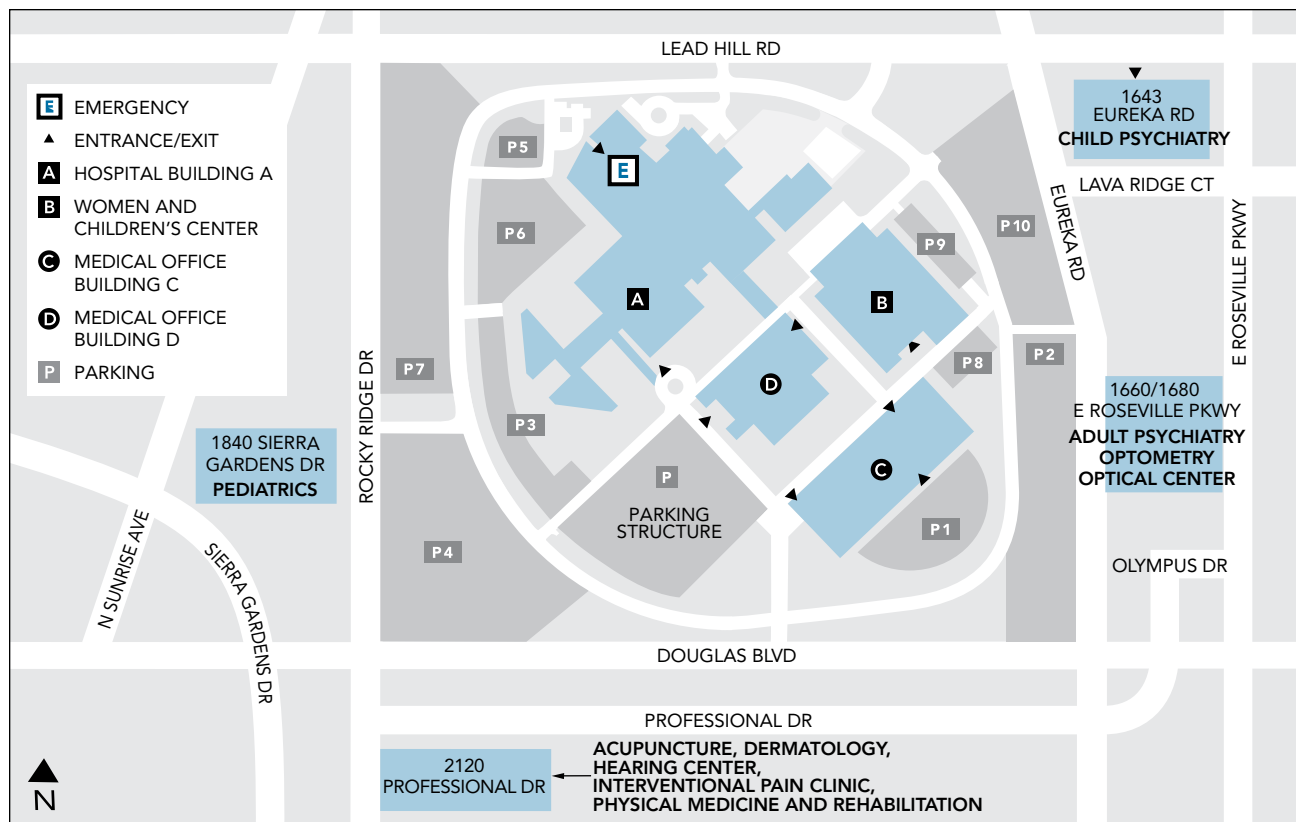 LEAD HILL RD
E EMERGENCY
ENTRANCE/EXIT
A HOSPITAL BUILDING A
B WOMEN AND
CHILDREN'S CENTER
C MEDICAL OFFICE
BUILDING C
D MEDICAL OFFICE
BUILDING D
P PARKING
1643
EUREKA RD
CHILD PSYCHIATRY
LAVA RIDGE CT
EUREKA RD
E ROSEVILLE PKWY
P5
E
P6
P10
P9
A
B
P7
P2
P8
D
P3
1660/1680
E ROSEVILLE PKWY
ADULT PSYCHIATRY
OPTOMETRY
OPTICAL CENTER
1840 SIERRA
GARDENS DR
PEDIATRICS
ROCKY RIDGE DR
C
P
PARKING
STRUCTURE
P1
P4
N SUNRISE AVE
SIERRA GARDENS DR
OLYMPUS DR
DOUGLAS BLVD
PROFESSIONAL DR
2120
PROFESSIONAL DR
ACUPUNCTURE, DERMATOLOGY,
HEARING CENTER,
INTERVENTIONAL PAIN CLINIC,
PHYSICAL MEDICINE AND REHABILITATION
N